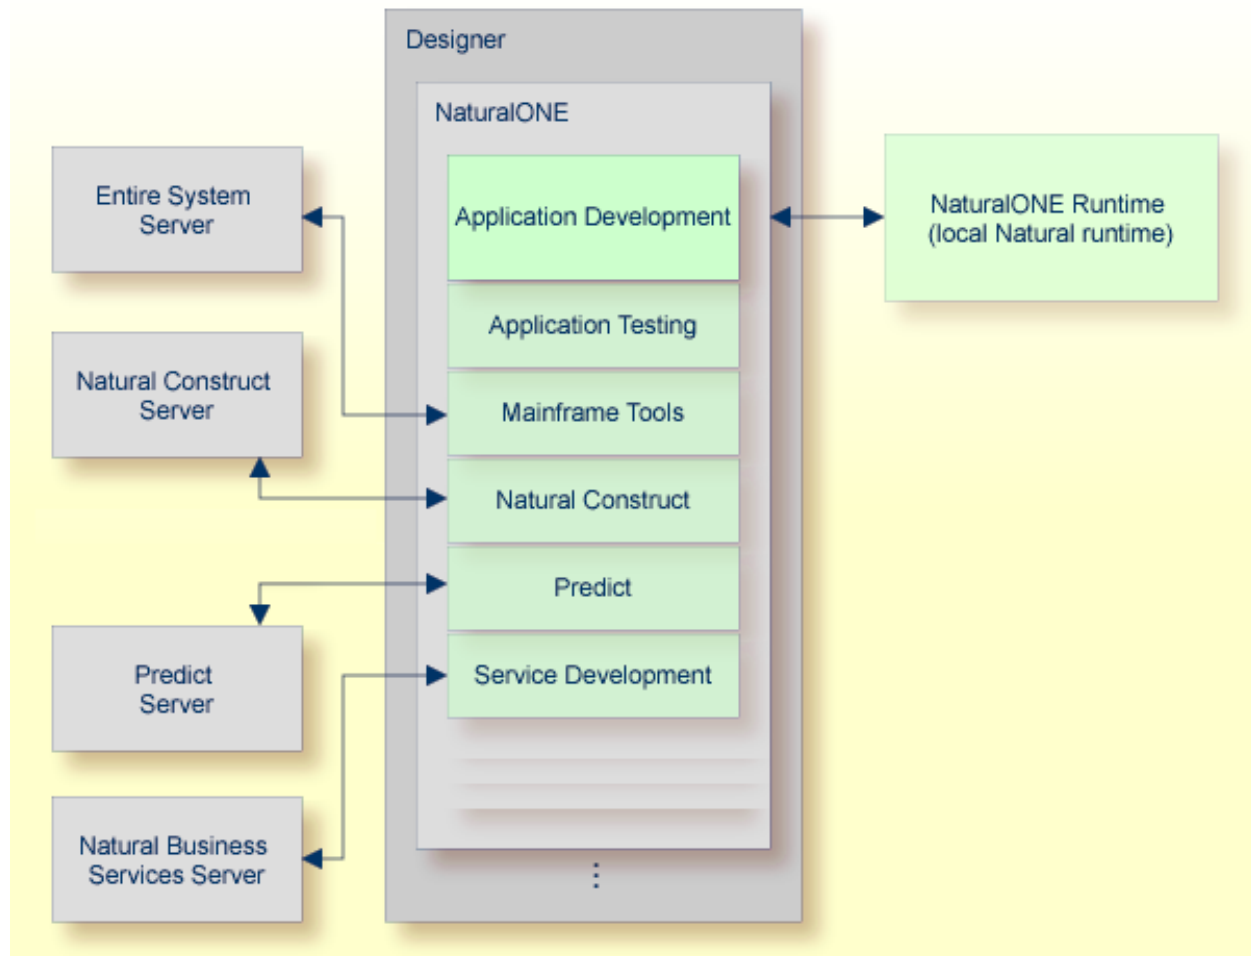 Designer
NaturalONE
Entire System
Server
Natural Construct
Server
Predict
Server
Natural Business
Services Server
Application Development
Application Testing
Mainframe Tools
Natural Construct
Predict
Service Development
NaturalONE Runtime
(local Natural runtime)